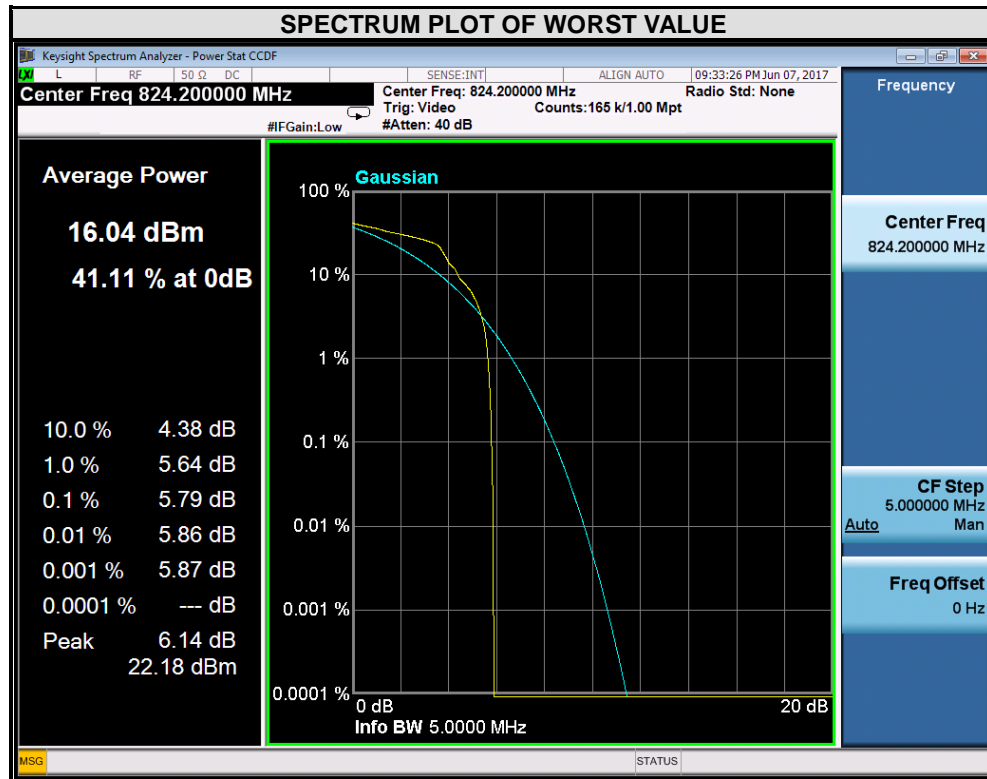 SPECTRUM PLOT OF WORST VALUE
Keysight Spectrum Analyzer - Power Stat CCDF
LXI L RF 50 Ω DC SENSE:INT ALIGN AUTO 09:33:26 PM Jun 07, 2017
Center Freq 824.200000 MHz
Center Freq: 824.200000 MHz Radio Std: None
Trig: Video Counts:165 k/1.00 Mpt
#IFGain:Low #Atten: 40 dB
Frequency
Average Power
16.04 dBm
41.11 % at 0dB
10.0 % 4.38 dB
1.0 % 5.64 dB
0.1 % 5.79 dB
0.01 % 5.86 dB
0.001 % 5.87 dB
0.0001 % --- dB
Peak 6.14 dB
22.18 dBm
Gaussian
100 %
10 %
1 %
0.1 %
0.01 %
0.001 %
0.0001 %
0 dB 20 dB
Info BW 5.0000 MHz
Center Freq
824.200000 MHz
CF Step
5.000000 MHz
Auto Man
Freq Offset
0 Hz
MSG STATUS